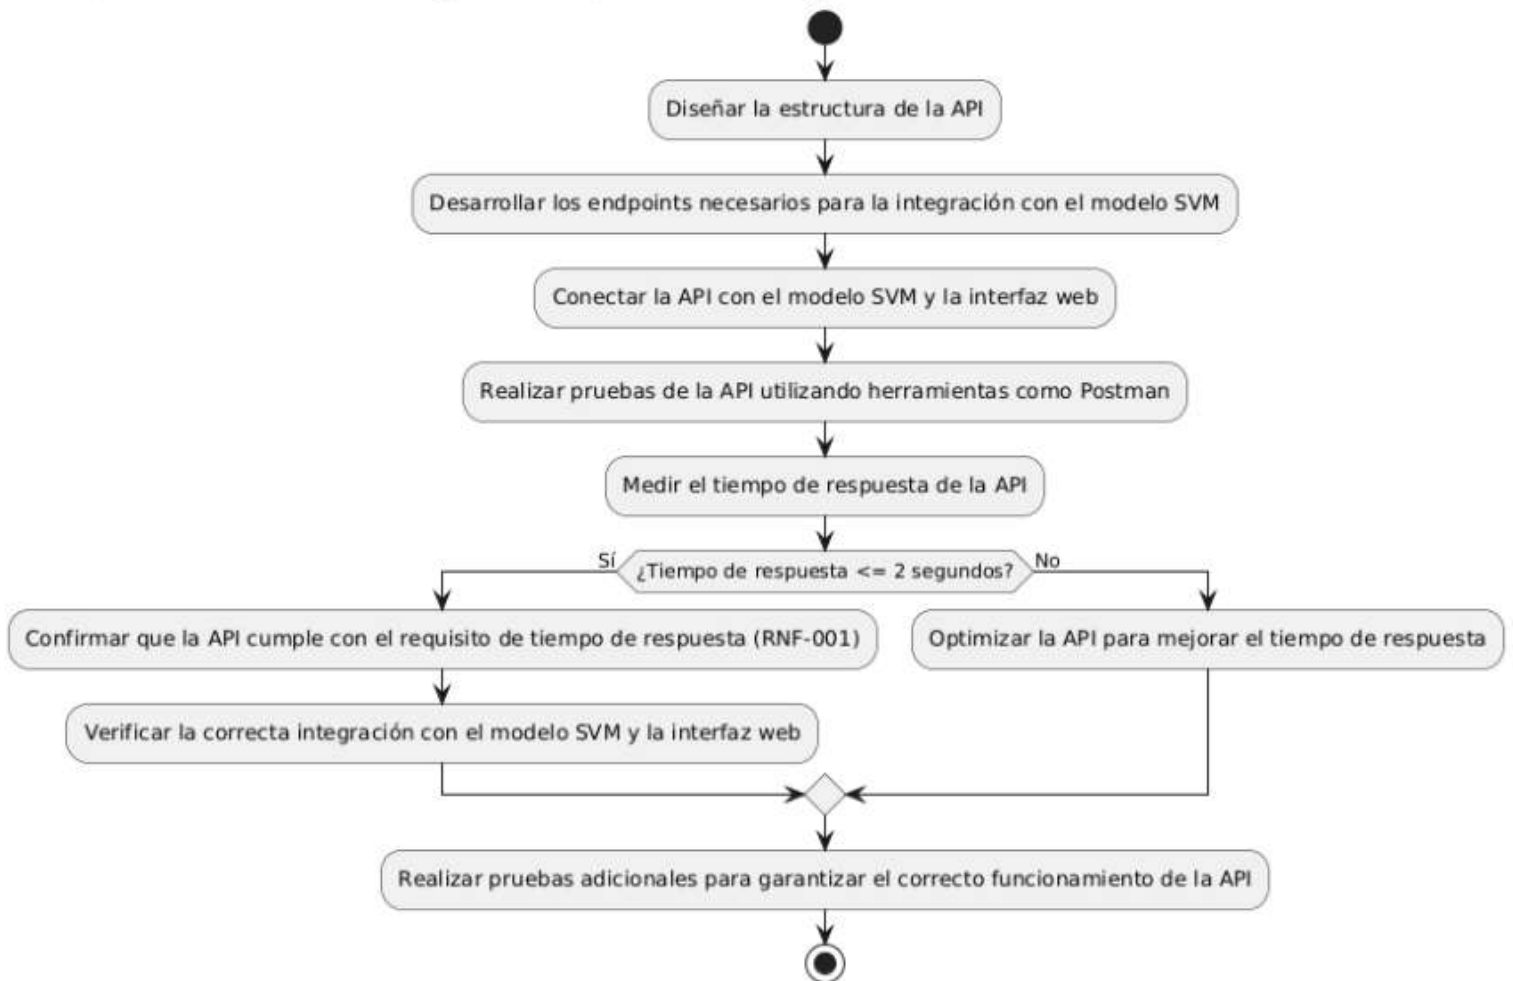 Diseñar la estructura de la API
Desarrollar los endpoints necesarios para la integración con el modelo SVM
Conectar la API con el modelo SVM y la interfaz web
Realizar pruebas de la API utilizando herramientas como Postman
Medir el tiempo de respuesta de la API
Sí
¿Tiempo de respuesta <= 2 segundos?
No
Confirmar que la API cumple con el requisito de tiempo de respuesta (RNF-001)
Optimizar la API para mejorar el tiempo de respuesta
Verificar la correcta integración con el modelo SVM y la interfaz web
Realizar pruebas adicionales para garantizar el correcto funcionamiento de la API